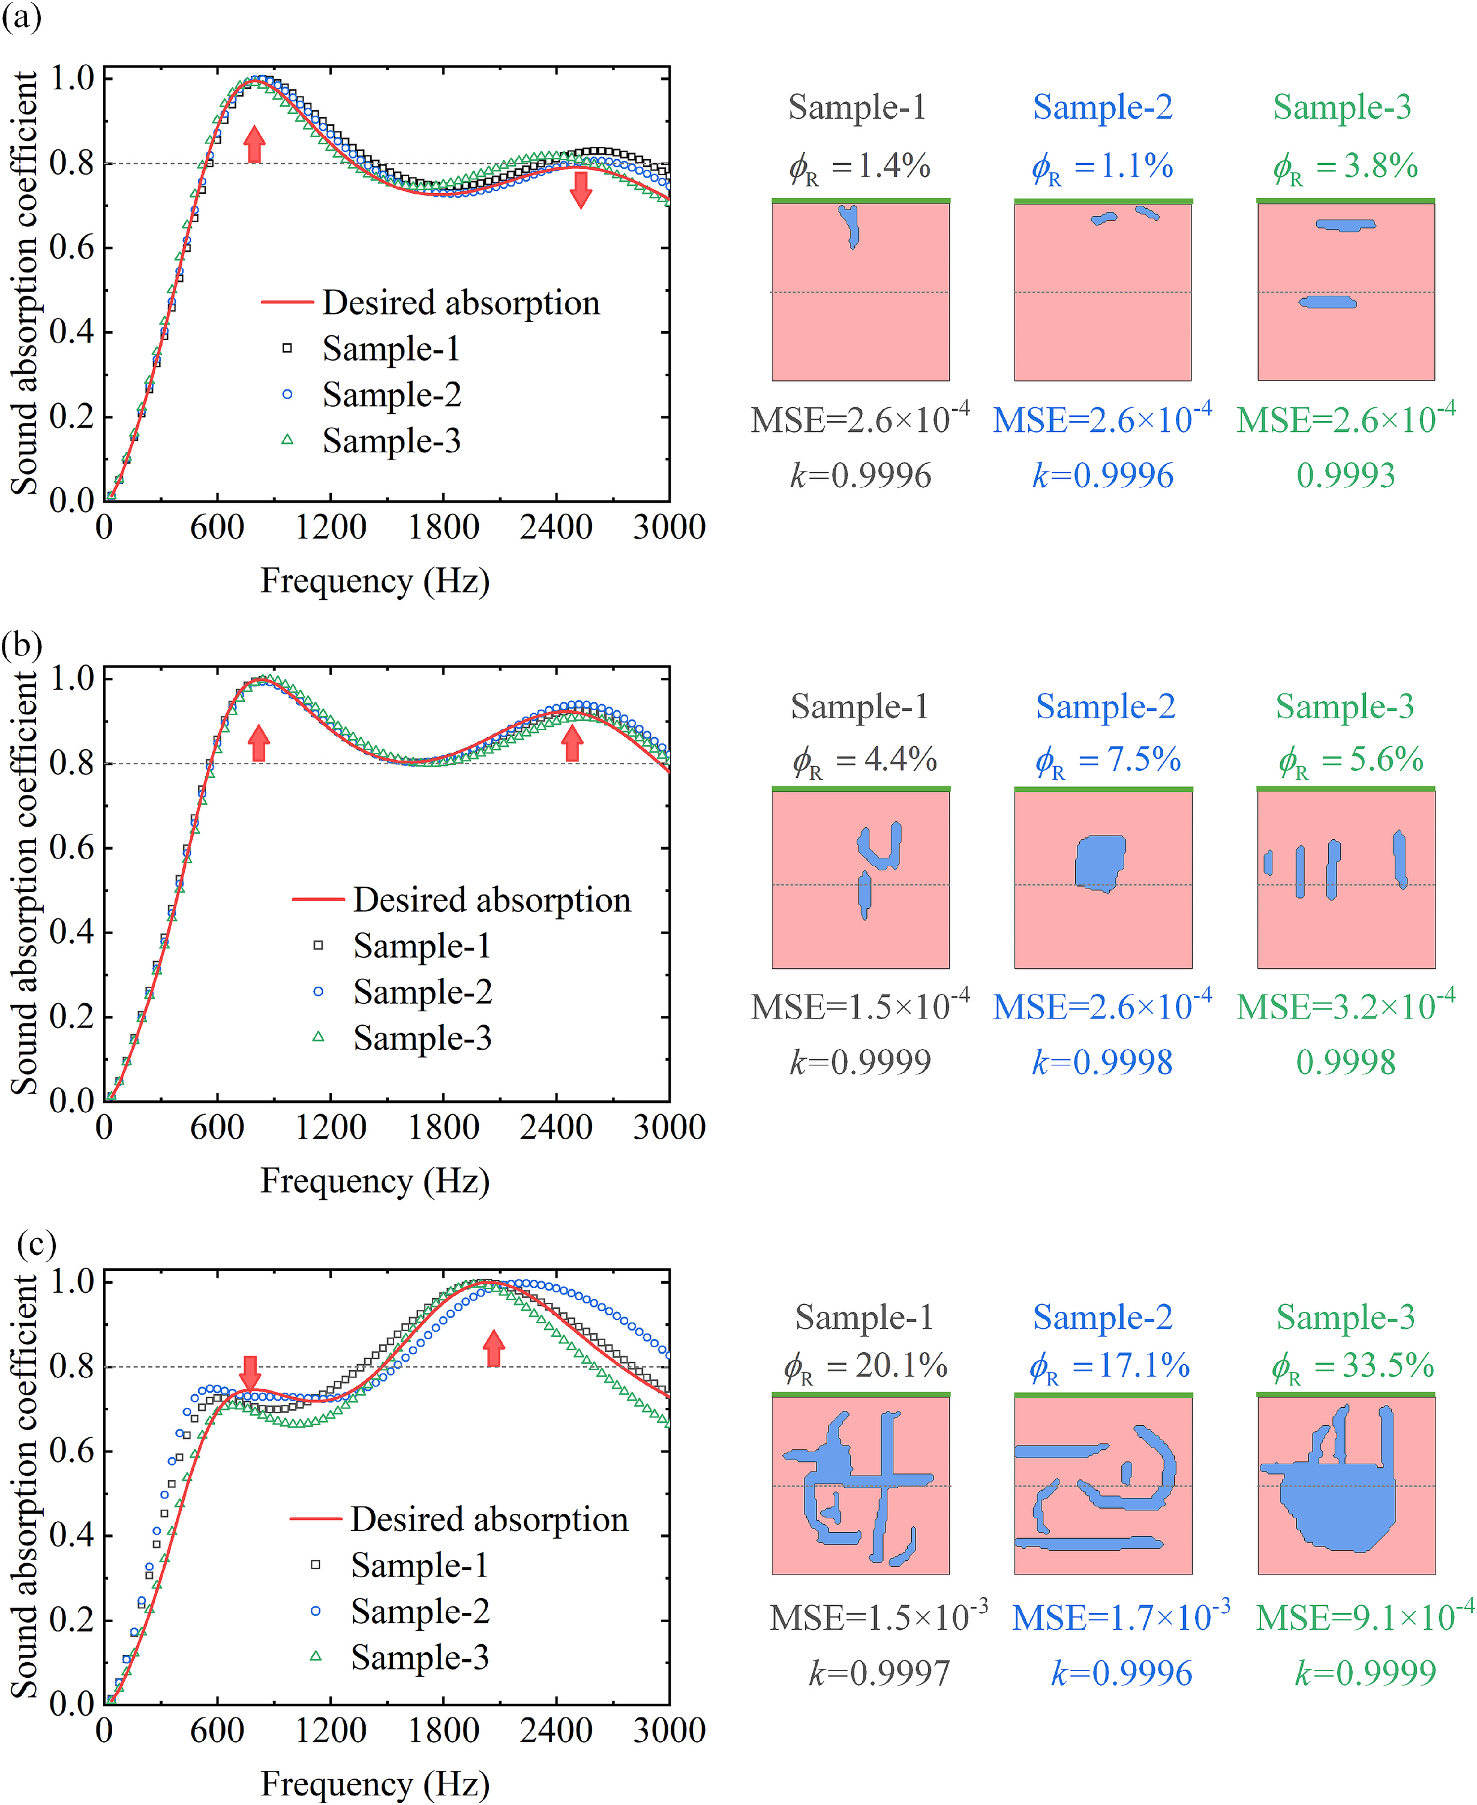 (a)
Sound absorption coefficient
1.0
0.8
0.6
0.4
0.2
0.0
0 600 1200 1800 2400 3000
Frequency (Hz)
Desired absorption
Sample-1
Sample-2
Sample-3
Sample-1 Sample-2 Sample-3
ϕR = 1.4% ϕR = 1.1% ϕR = 3.8%
MSE=2.6×10-4 MSE=2.6×10-4 MSE=2.6×10-4
k=0.9996 k=0.9996 0.9993
(b)
Sound absorption coefficient
1.0
0.8
0.6
0.4
0.2
0.0
0 600 1200 1800 2400 3000
Frequency (Hz)
Desired absorption
Sample-1
Sample-2
Sample-3
Sample-1 Sample-2 Sample-3
ϕR = 4.4% ϕR = 7.5% ϕR = 5.6%
MSE=1.5×10-4 MSE=2.6×10-4 MSE=3.2×10-4
k=0.9999 k=0.9998 0.9998
(c)
Sound absorption coefficient
1.0
0.8
0.6
0.4
0.2
0.0
0 600 1200 1800 2400 3000
Frequency (Hz)
Desired absorption
Sample-1
Sample-2
Sample-3
Sample-1 Sample-2 Sample-3
ϕR = 20.1% ϕR = 17.1% ϕR = 33.5%
MSE=1.5×10-3 MSE=1.7×10-3 MSE=9.1×10-4
k=0.9997 k=0.9996 k=0.9999